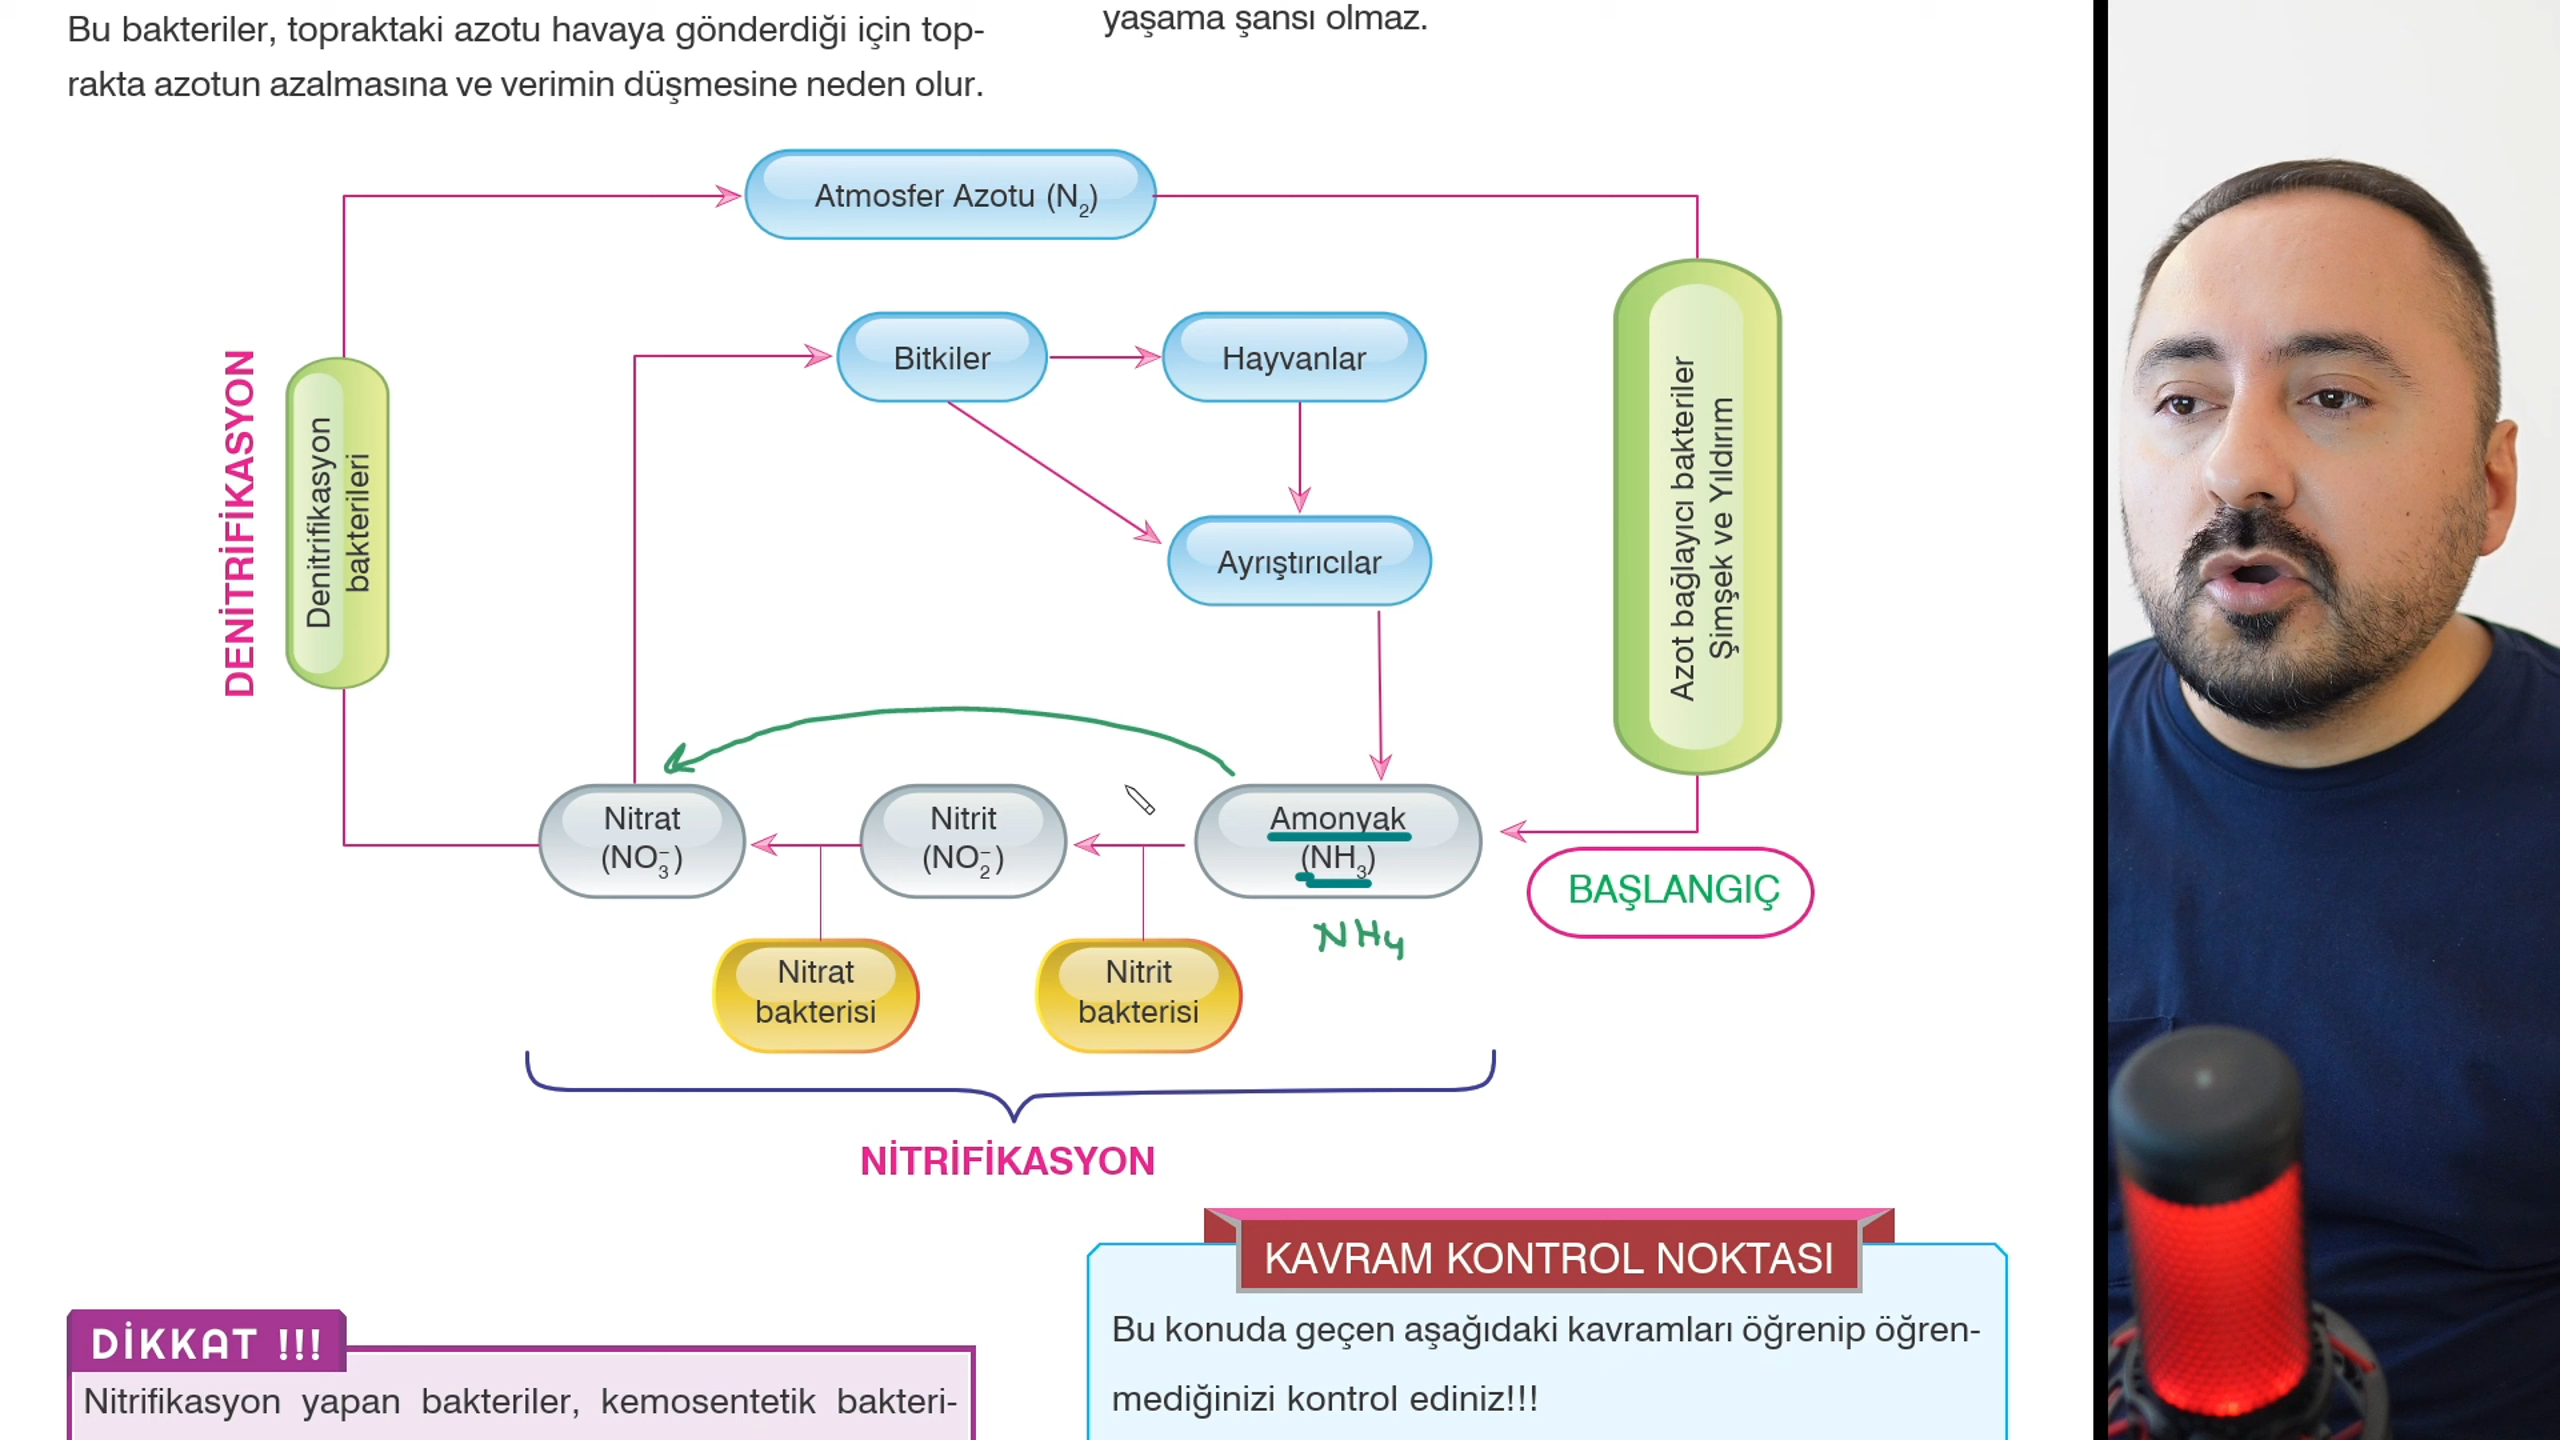 Bu bakteriler, topraktaki azotu havaya gönderdiği için top-
rakta azotun azalmasına ve verimin düşmesine neden olur.
yaşama şansı olmaz.
Atmosfer Azotu (N₂)
Bitkiler
Hayvanlar
Ayrıştırıcılar
DENİTRİFİKASYON
Denitrifikasyon
bakterileri
Azot bağlayıcı bakteriler
Şimşek ve Yıldırım
Nitrat
(NO₃⁻)
Nitrit
(NO₂⁻)
Amonyak
(NH₃)
NH₄
BAŞLANGIÇ
Nitrat
bakterisi
Nitrit
bakterisi
NİTRİFİKASYON
DİKKAT !!!
Nitrifikasyon yapan bakteriler, kemosentetik bakteri-
KAVRAM KONTROL NOKTASI
Bu konuda geçen aşağıdaki kavramları öğrenip öğren-
mediğinizi kontrol ediniz!!!